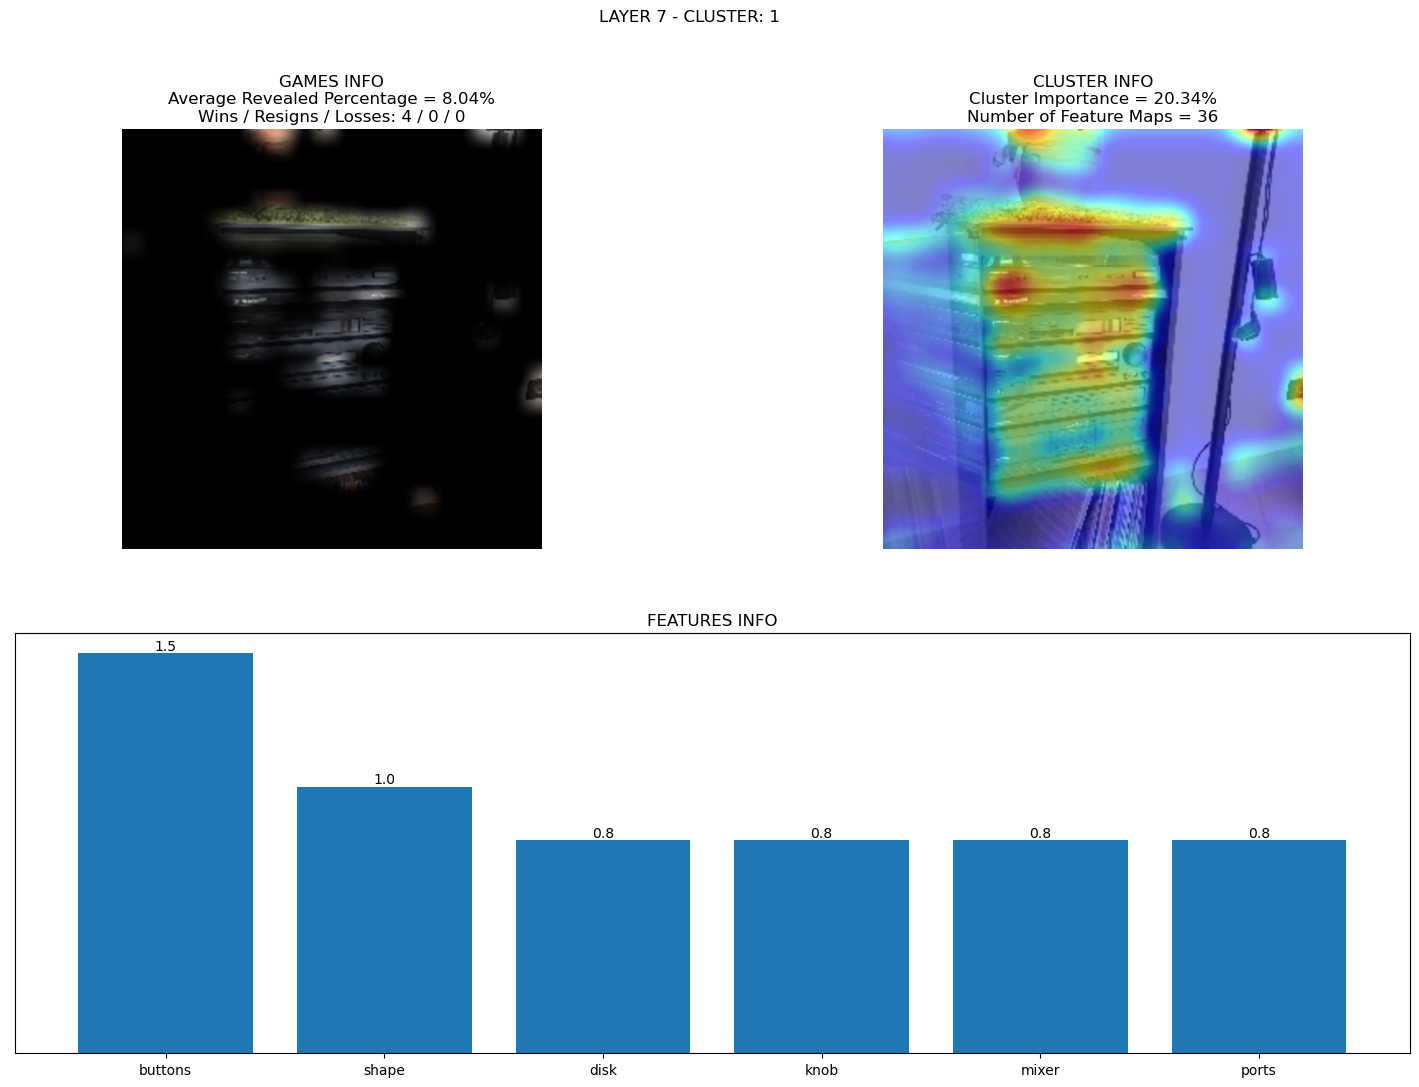 LAYER 7 - CLUSTER: 1
GAMES INFO
Average Revealed Percentage = 8.04%
Wins / Resigns / Losses: 4 / 0 / 0
CLUSTER INFO
Cluster Importance = 20.34%
Number of Feature Maps = 36
FEATURES INFO
1.5
1.0
0.8
0.8
0.8
0.8
buttons
shape
disk
knob
mixer
ports